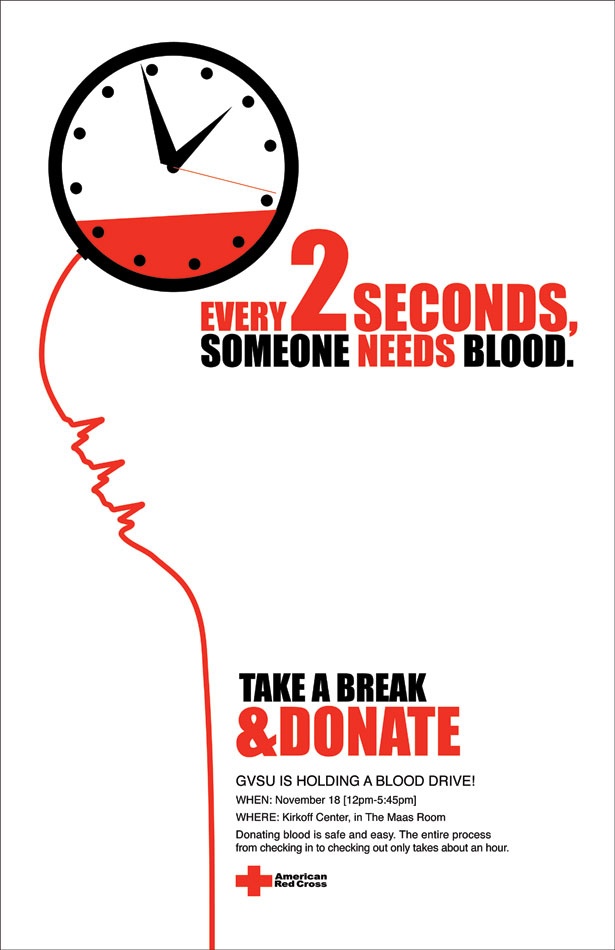 EVERY 2 SECONDS,
SOMEONE NEEDS BLOOD.
TAKE A BREAK
&DONATE
GVSU IS HOLDING A BLOOD DRIVE!
WHEN: November 18 [12pm-5:45pm]
WHERE: Kirkoff Center, in The Maas Room
Donating blood is safe and easy. The entire process
from checking in to checking out only takes about an hour.
American
Red Cross